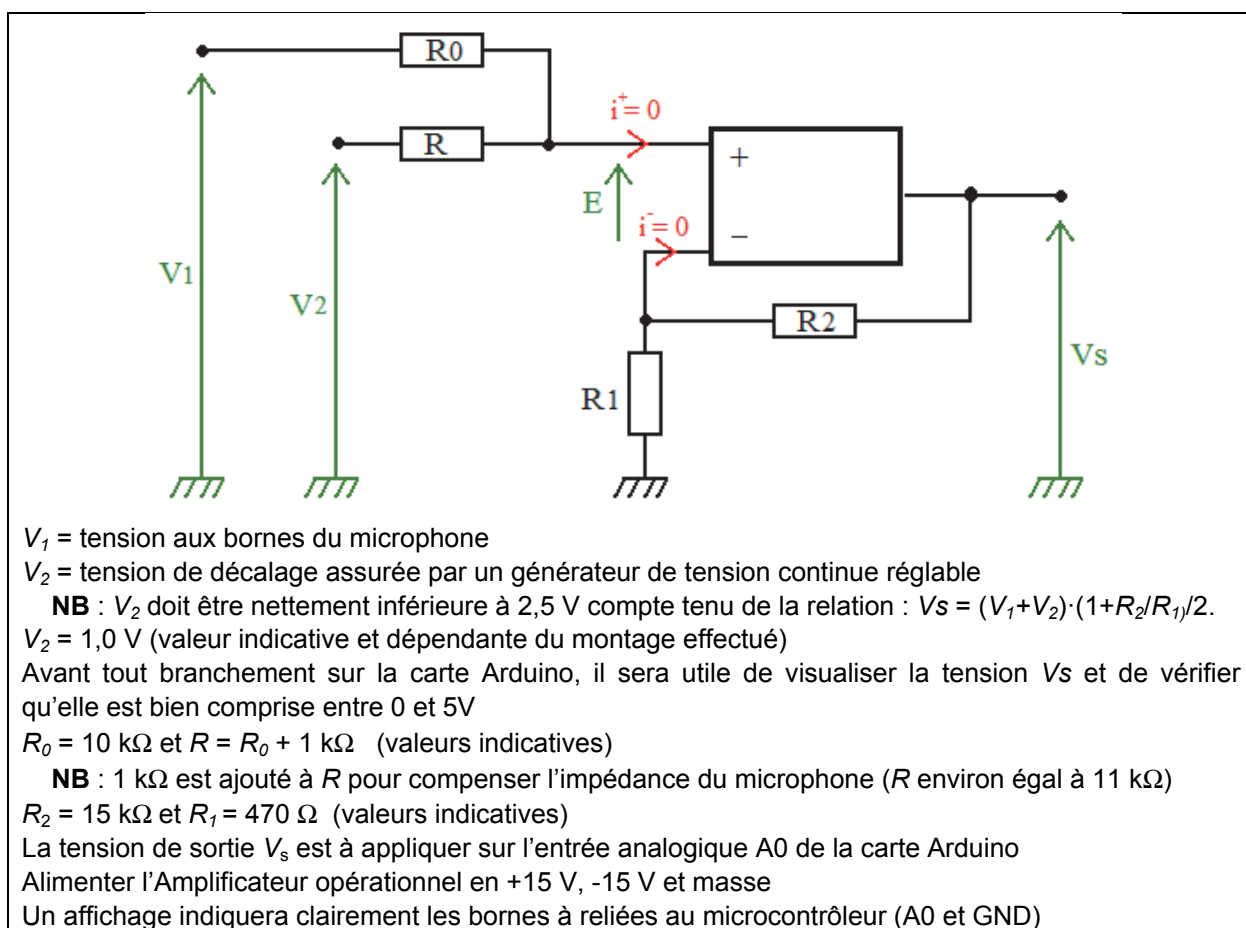 R0
i⁺= 0
R
+
E
i⁻= 0
−
V1
V2
R2
Vs
R1
V₁ = tension aux bornes du microphone
V₂ = tension de décalage assurée par un générateur de tension continue réglable
NB : V₂ doit être nettement inférieure à 2,5 V compte tenu de la relation : Vs = (V₁+V₂)·(1+R₂/R₁)/2.
V₂ = 1,0 V (valeur indicative et dépendante du montage effectué)
Avant tout branchement sur la carte Arduino, il sera utile de visualiser la tension Vs et de vérifier
qu'elle est bien comprise entre 0 et 5V
R₀ = 10 kΩ et R = R₀ + 1 kΩ (valeurs indicatives)
NB : 1 kΩ est ajouté à R pour compenser l'impédance du microphone (R environ égal à 11 kΩ)
R₂ = 15 kΩ et R₁ = 470 Ω (valeurs indicatives)
La tension de sortie Vₛ est à appliquer sur l'entrée analogique A0 de la carte Arduino
Alimenter l'Amplificateur opérationnel en +15 V, -15 V et masse
Un affichage indiquera clairement les bornes à reliées au microcontrôleur (A0 et GND)